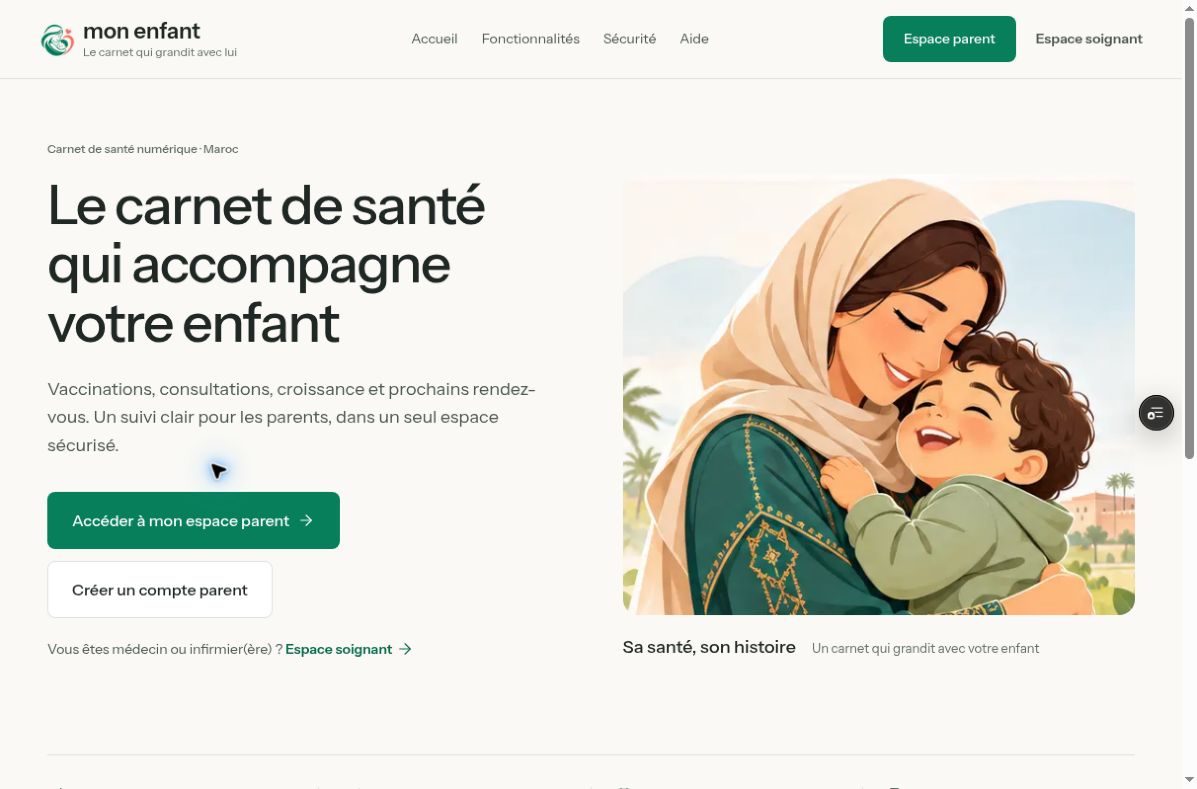 mon enfant
Le carnet qui grandit avec lui
Accueil
Fonctionnalités
Sécurité
Aide
Espace parent
Espace soignant
Carnet de santé numérique · Maroc
Le carnet de santé
qui accompagne
votre enfant
Vaccinations, consultations, croissance et prochains rendez-
vous. Un suivi clair pour les parents, dans un seul espace
sécurisé.
Accéder à mon espace parent →
Créer un compte parent
Vous êtes médecin ou infirmier(ère) ? Espace soignant →
Sa santé, son histoire
Un carnet qui grandit avec votre enfant